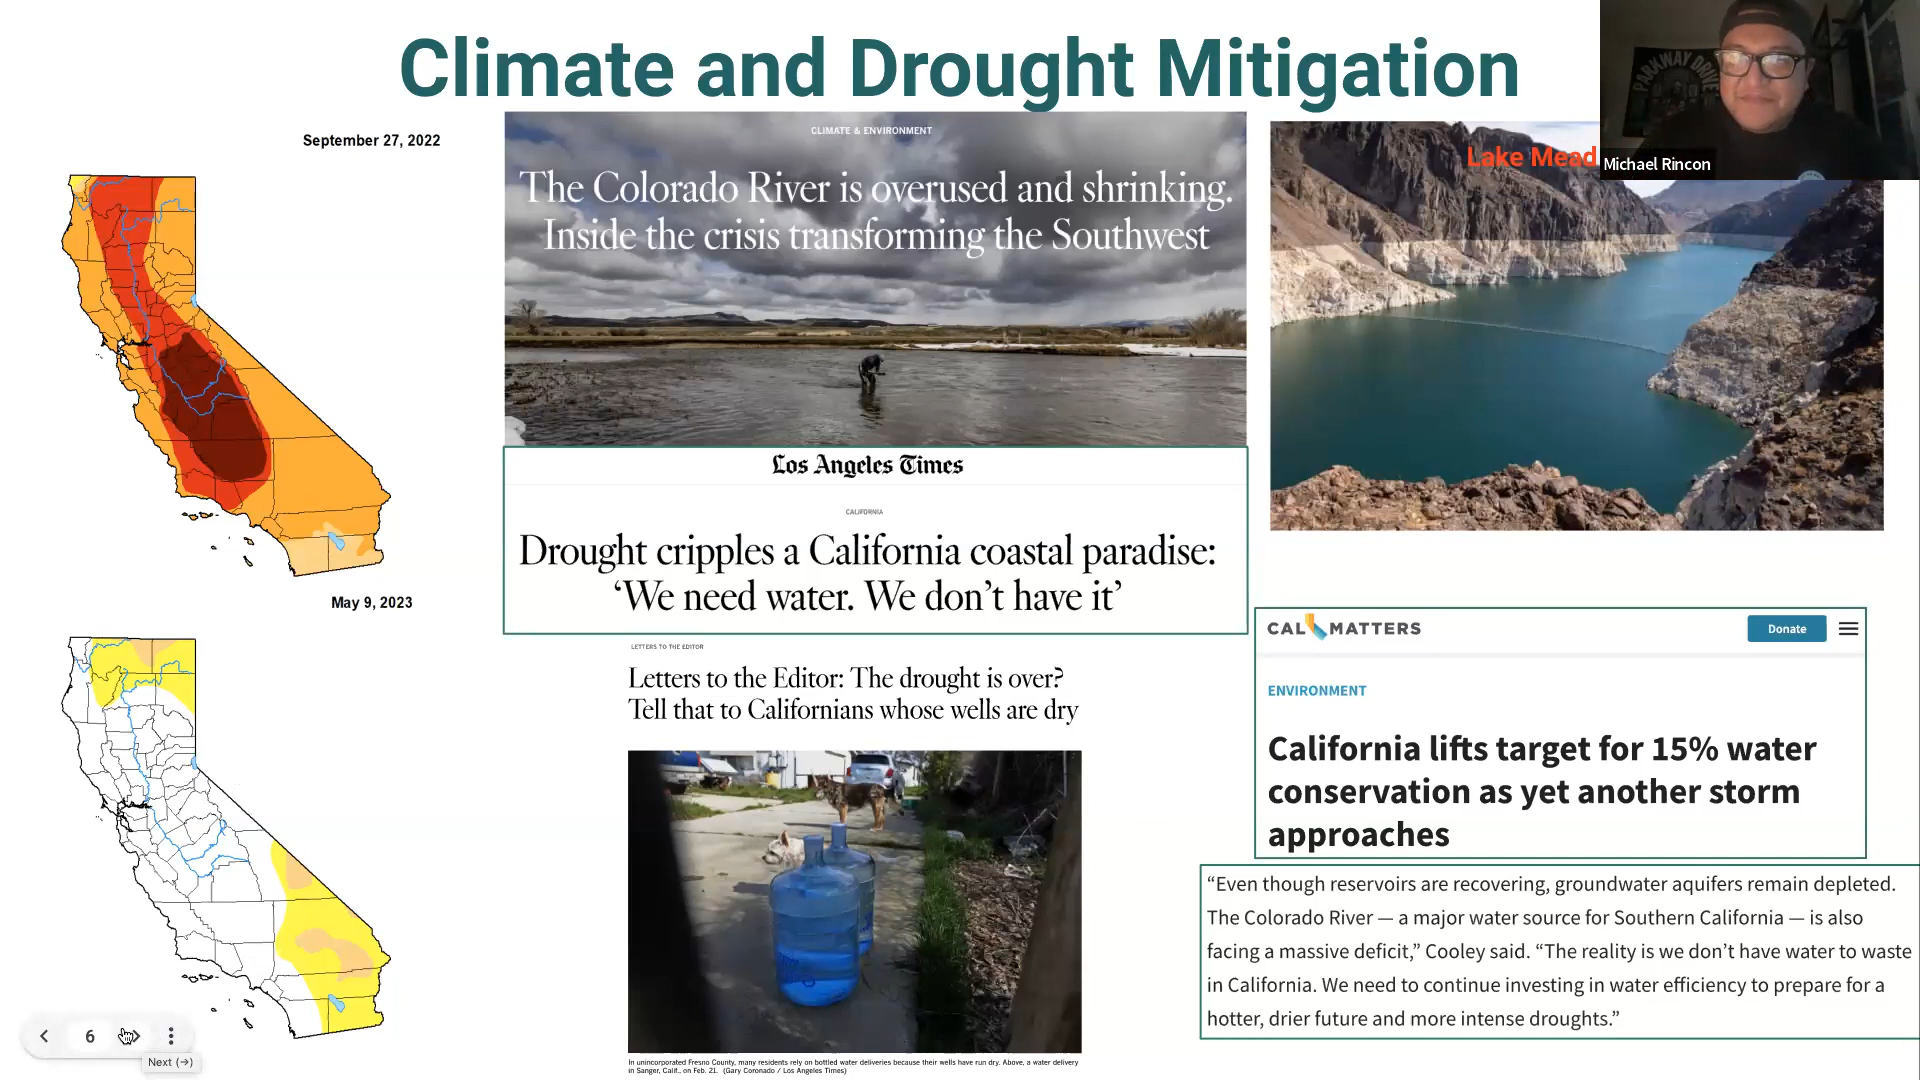 Climate and Drought Mitigation
September 27, 2022
May 9, 2023
CLIMATE & ENVIRONMENT
The Colorado River is overused and shrinking.
Inside the crisis transforming the Southwest
Los Angeles Times
CALIFORNIA
Drought cripples a California coastal paradise:
‘We need water. We don’t have it’
LETTERS TO THE EDITOR
Letters to the Editor: The drought is over?
Tell that to Californians whose wells are dry
In unincorporated Fresno County, many residents rely on bottled water deliveries because their wells have run dry. Above, a water delivery
in Sanger, Calif., on Feb. 21. (Gary Coronado / Los Angeles Times)
Lake Mead
PARKWAY DRIVE
Michael Rincon
CALMATTERS
Donate
ENVIRONMENT
California lifts target for 15% water
conservation as yet another storm
approaches
“Even though reservoirs are recovering, groundwater aquifers remain depleted.
The Colorado River — a major water source for Southern California — is also
facing a massive deficit,” Cooley said. “The reality is we don’t have water to waste
in California. We need to continue investing in water efficiency to prepare for a
hotter, drier future and more intense droughts.”
6
Next (→)